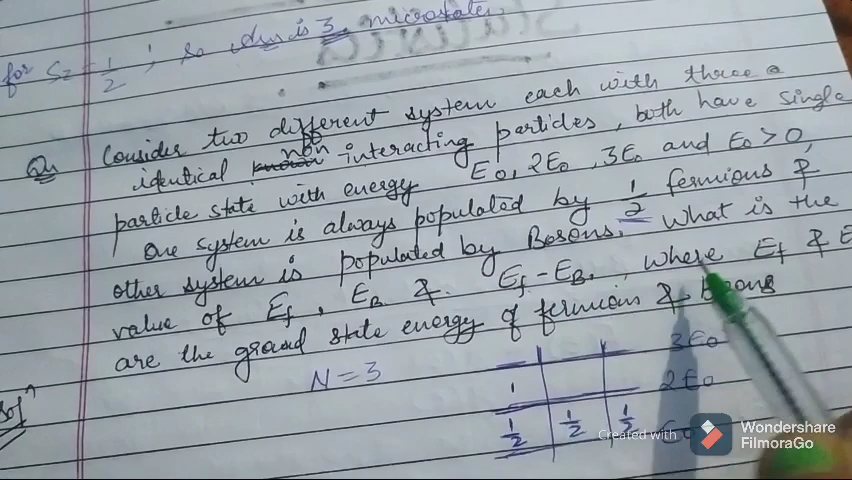 for Sz = 1/2 ; so this is 3 microstates.
Qn Consider two different system each with three
identical non interacting particles, both have single
particle state with energy E0, 2E0, 3E0 and E0 > 0,
One system is always populated by 1/2 fermions &
other system is populated by Bosons. What is the
value of Ef, EB & Ef - EB. , where Ef & E
are the ground state energy of fermions & bosons
Sol^n
N = 3
3E0
1 2E0
1/2 1/2 1/2 E0
Created with
Wondershare
FilmoraGo